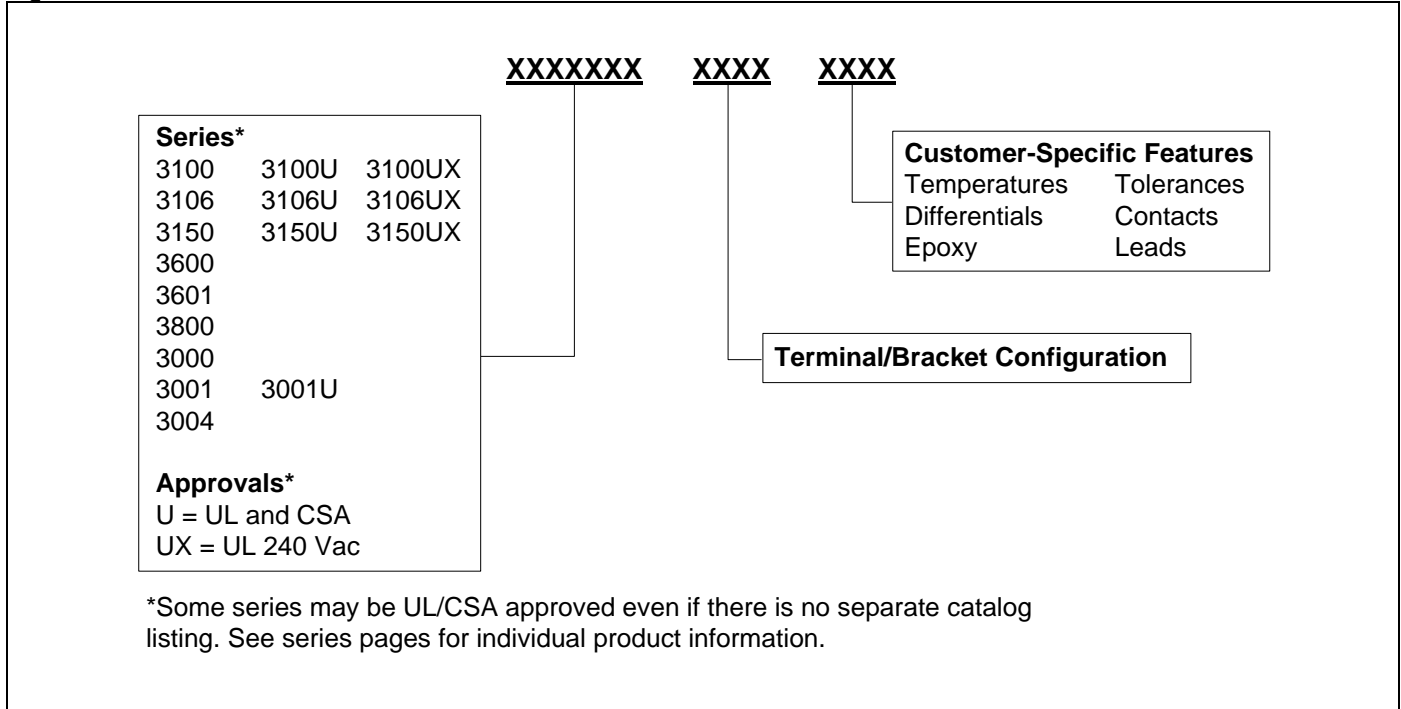 XXXXXXX XXXX XXXX
Series*
3100 3100U 3100UX
3106 3106U 3106UX
3150 3150U 3150UX
3600
3601
3800
3000
3001 3001U
3004
Approvals*
U = UL and CSA
UX = UL 240 Vac
Customer-Specific Features
Temperatures Tolerances
Differentials Contacts
Epoxy Leads
Terminal/Bracket Configuration
*Some series may be UL/CSA approved even if there is no separate catalog
listing. See series pages for individual product information.